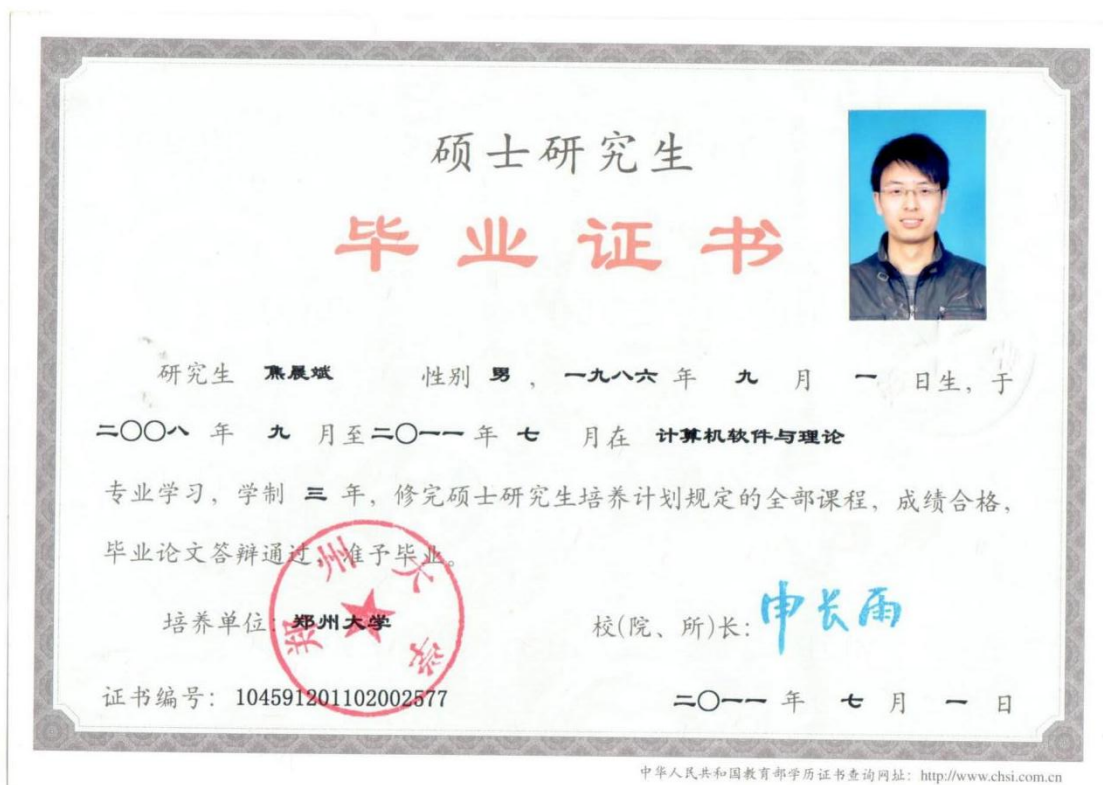 硕士研究生
毕业证书
研究生 焦展斌 性别 男 ，一九八六 年 九 月 一 日生，于
二〇〇八 年 九 月至二〇一一 年 七 月在 计算机软件与理论
专业学习，学制 三 年，修完硕士研究生培养计划规定的全部课程，成绩合格，
毕业论文答辩通过，准予毕业。
郑州大学
培养单位：郑州大学
校(院、所)长：申长雨
证书编号：104591201102002577
二〇一一 年 七 月 一 日
中华人民共和国教育部学历证书查询网址：http://www.chsi.com.cn